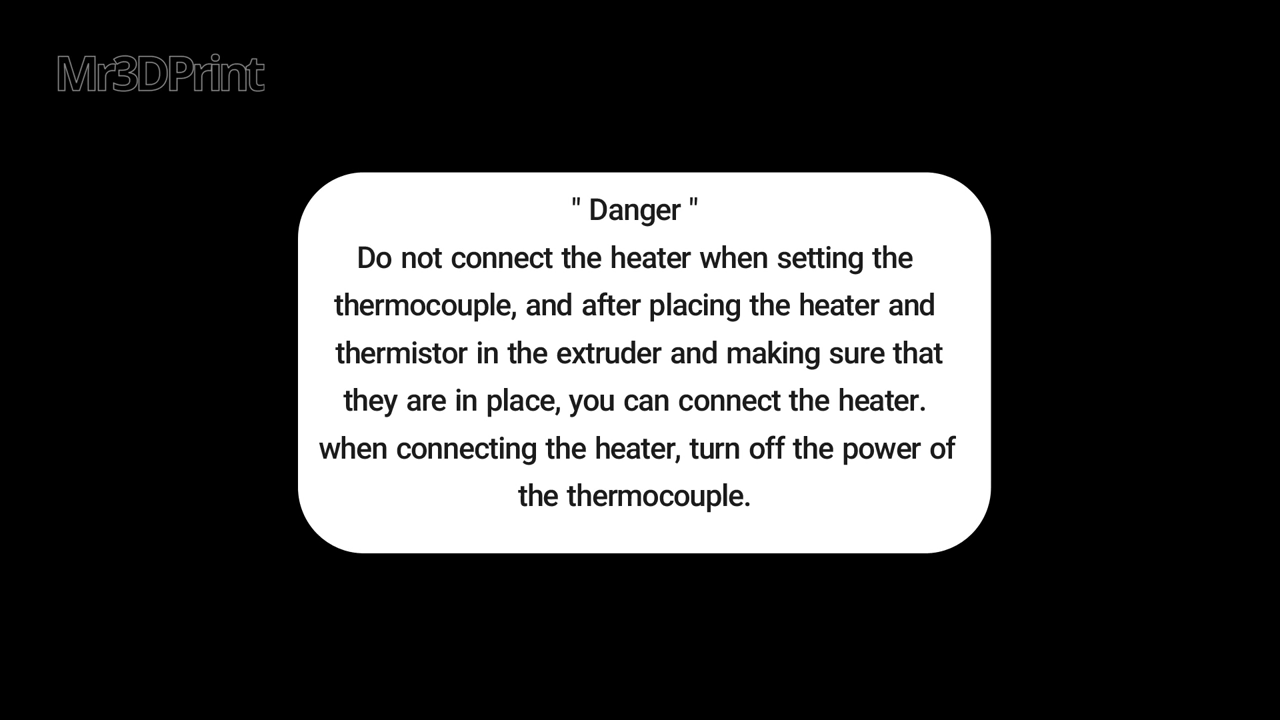 Mr3DPrint
" Danger "
Do not connect the heater when setting the
thermocouple, and after placing the heater and
thermistor in the extruder and making sure that
they are in place, you can connect the heater.
when connecting the heater, turn off the power of
the thermocouple.